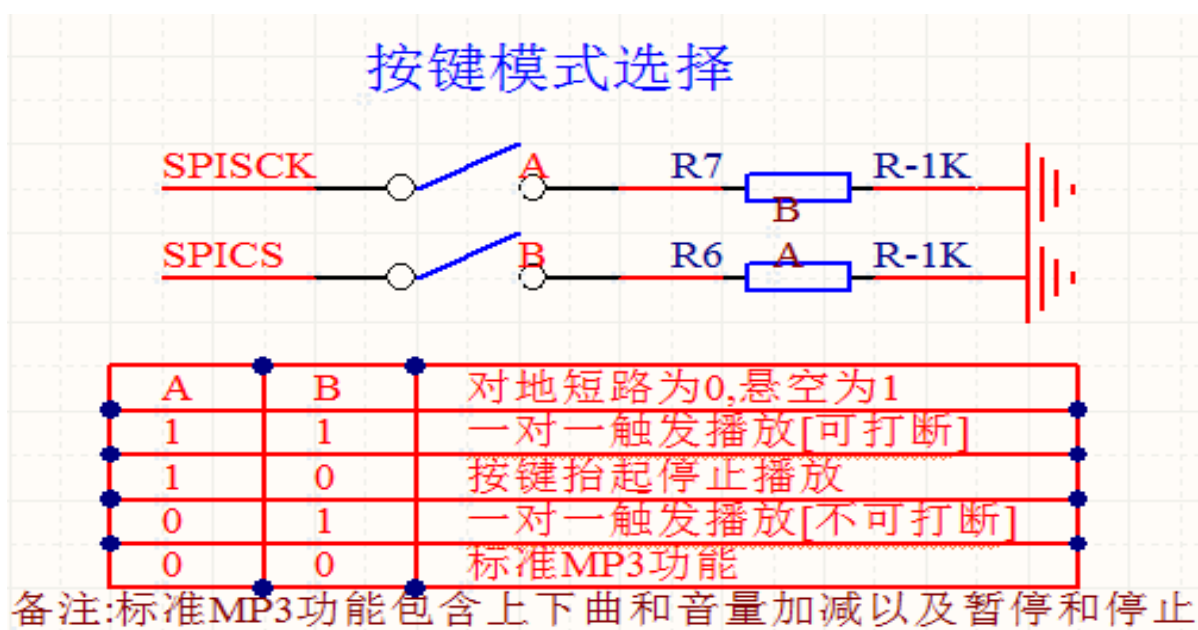 按键模式选择
SPISCK A R7 R-1K
B
SPICS B R6 A R-1K
A B 对地短路为0,悬空为1
1 1 一对一触发播放[可打断]
1 0 按键抬起停止播放
0 1 一对一触发播放[不可打断]
0 0 标准MP3功能
备注:标准MP3功能包含上下曲和音量加减以及暂停和停止